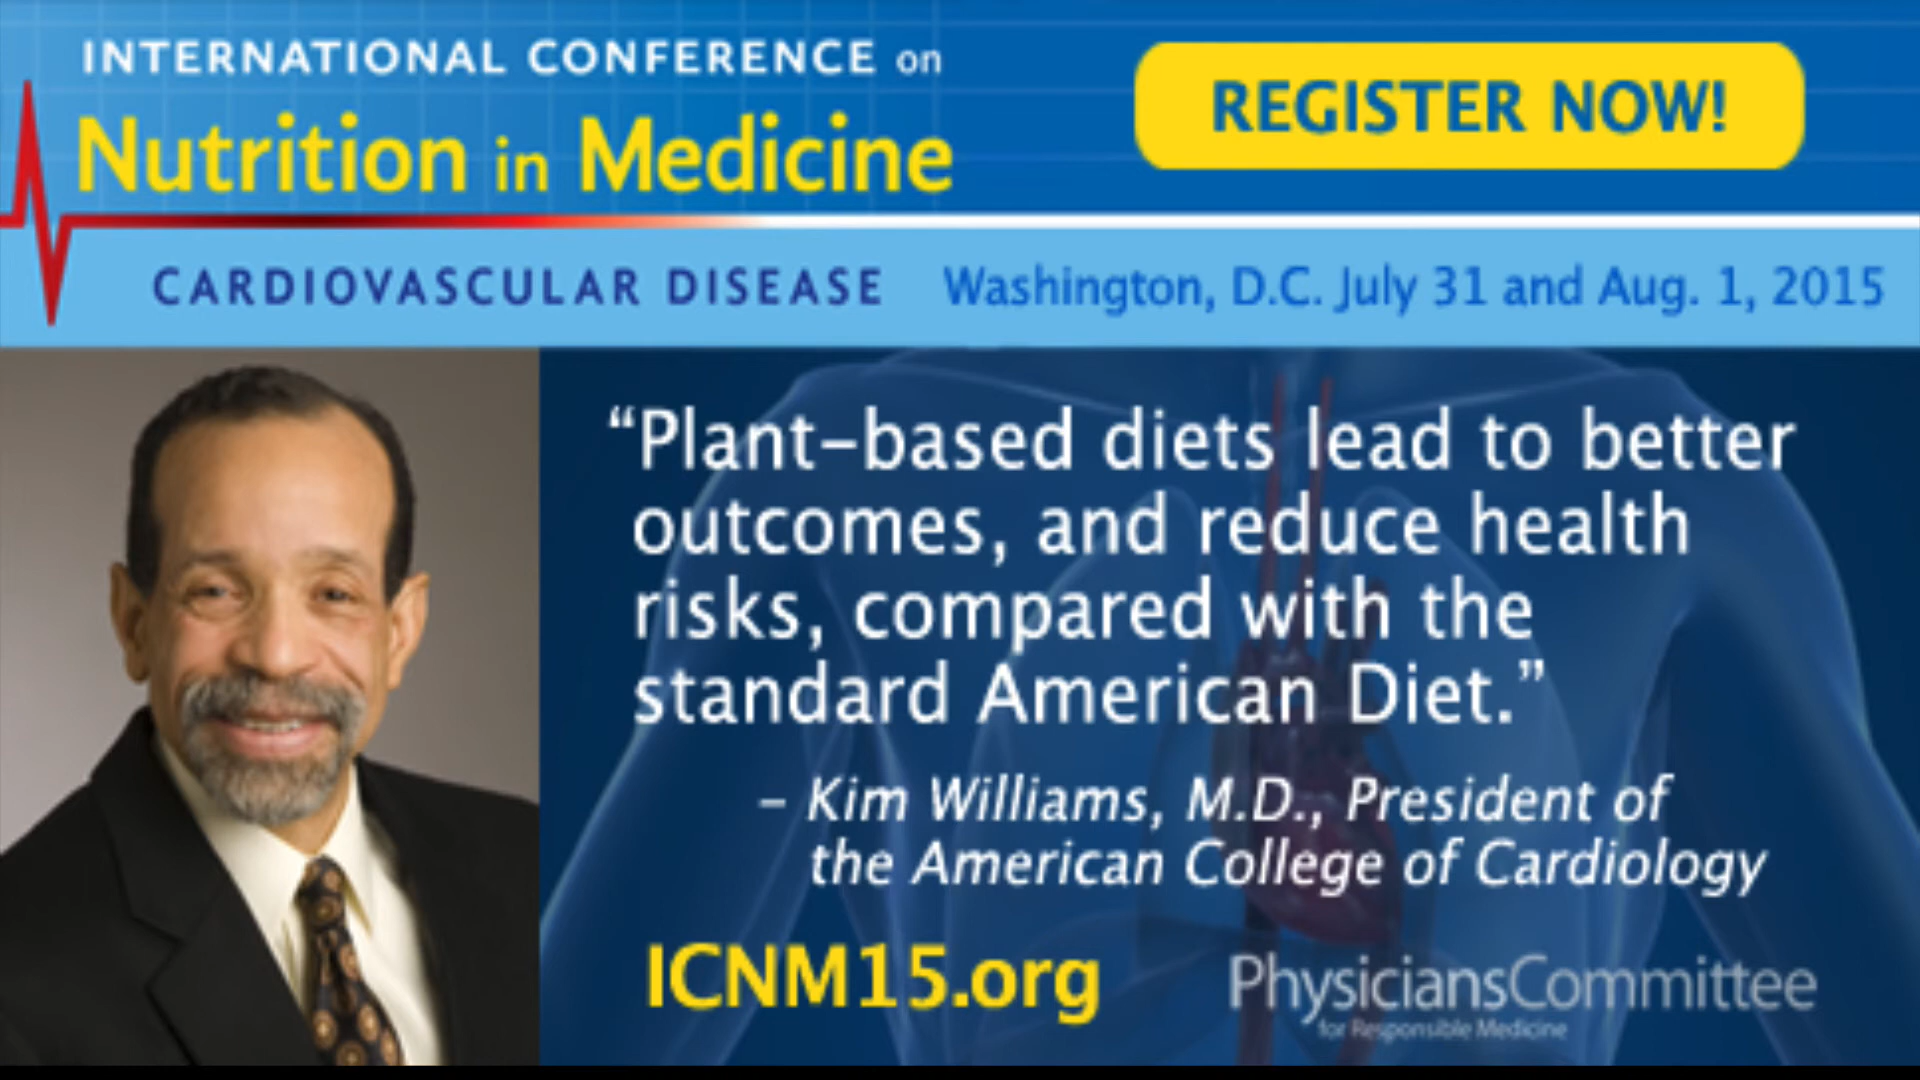 INTERNATIONAL CONFERENCE on
Nutrition in Medicine
REGISTER NOW!
CARDIOVASCULAR DISEASE Washington, D.C. July 31 and Aug. 1, 2015
“Plant-based diets lead to better
outcomes, and reduce health
risks, compared with the
standard American Diet.”
– Kim Williams, M.D., President of
the American College of Cardiology
ICNM15.org
PhysiciansCommittee
for Responsible Medicine